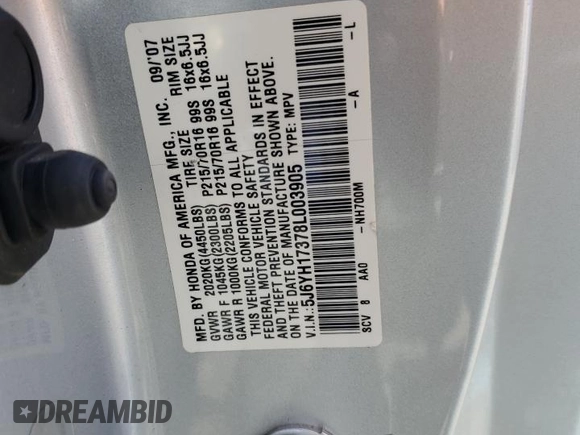 MFD. BY HONDA OF AMERICA MFG., INC. 09/'07
TIRE SIZE RIM SIZE
GVWR 2020KG(4450LBS) P215/70R16 99S 16x6.5JJ
GAWR F 1045KG(2300LBS) P215/70R16 99S 16x6.5JJ
GAWR R 1000KG(2205LBS)
THIS VEHICLE CONFORMS TO ALL APPLICABLE
FEDERAL MOTOR VEHICLE SAFETY
AND THEFT PREVENTION STANDARDS IN EFFECT
ON THE DATE OF MANUFACTURE SHOWN ABOVE.
V.I.N.: 5J6YH17378L003905 TYPE: MPV
SCV 8 AA0 -NH700M -A -L
DREAMBID